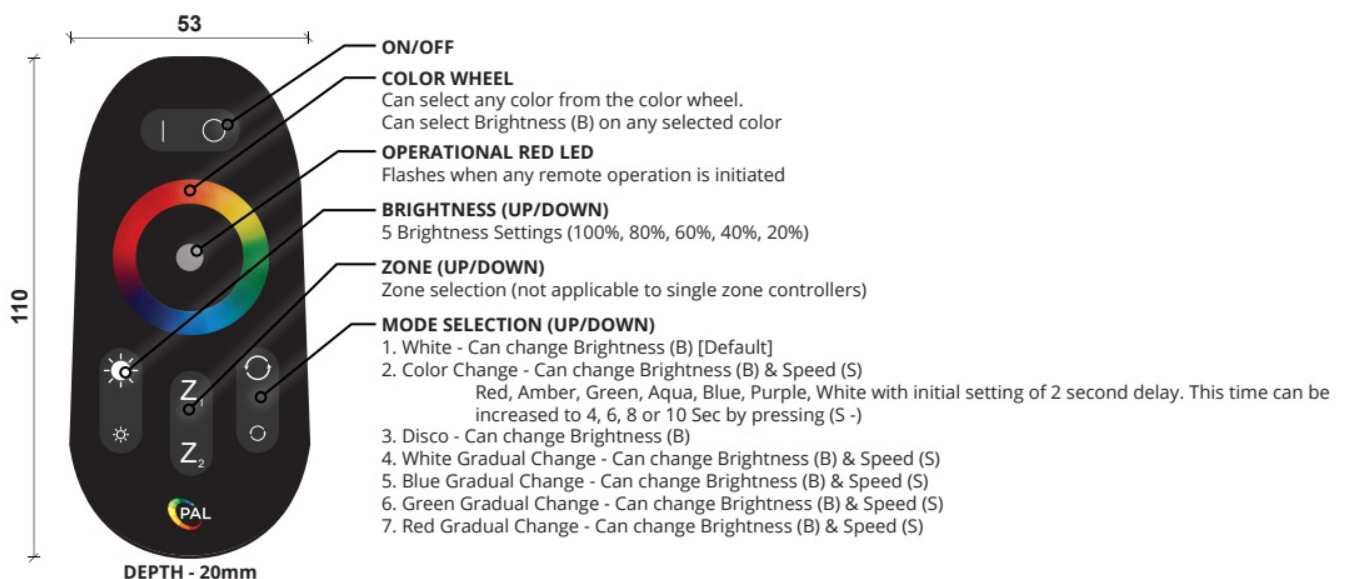 53
110
ON/OFF
COLOR WHEEL
Can select any color from the color wheel.
Can select Brightness (B) on any selected color
OPERATIONAL RED LED
Flashes when any remote operation is initiated
BRIGHTNESS (UP/DOWN)
5 Brightness Settings (100%, 80%, 60%, 40%, 20%)
ZONE (UP/DOWN)
Zone selection (not applicable to single zone controllers)
MODE SELECTION (UP/DOWN)
1. White - Can change Brightness (B) [Default]
2. Color Change - Can change Brightness (B) & Speed (S)
Red, Amber, Green, Aqua, Blue, Purple, White with initial setting of 2 second delay. This time can be
increased to 4, 6, 8 or 10 Sec by pressing (S -)
3. Disco - Can change Brightness (B)
4. White Gradual Change - Can change Brightness (B) & Speed (S)
5. Blue Gradual Change - Can change Brightness (B) & Speed (S)
6. Green Gradual Change - Can change Brightness (B) & Speed (S)
7. Red Gradual Change - Can change Brightness (B) & Speed (S)
Z1
Z2
PAL
DEPTH - 20mm